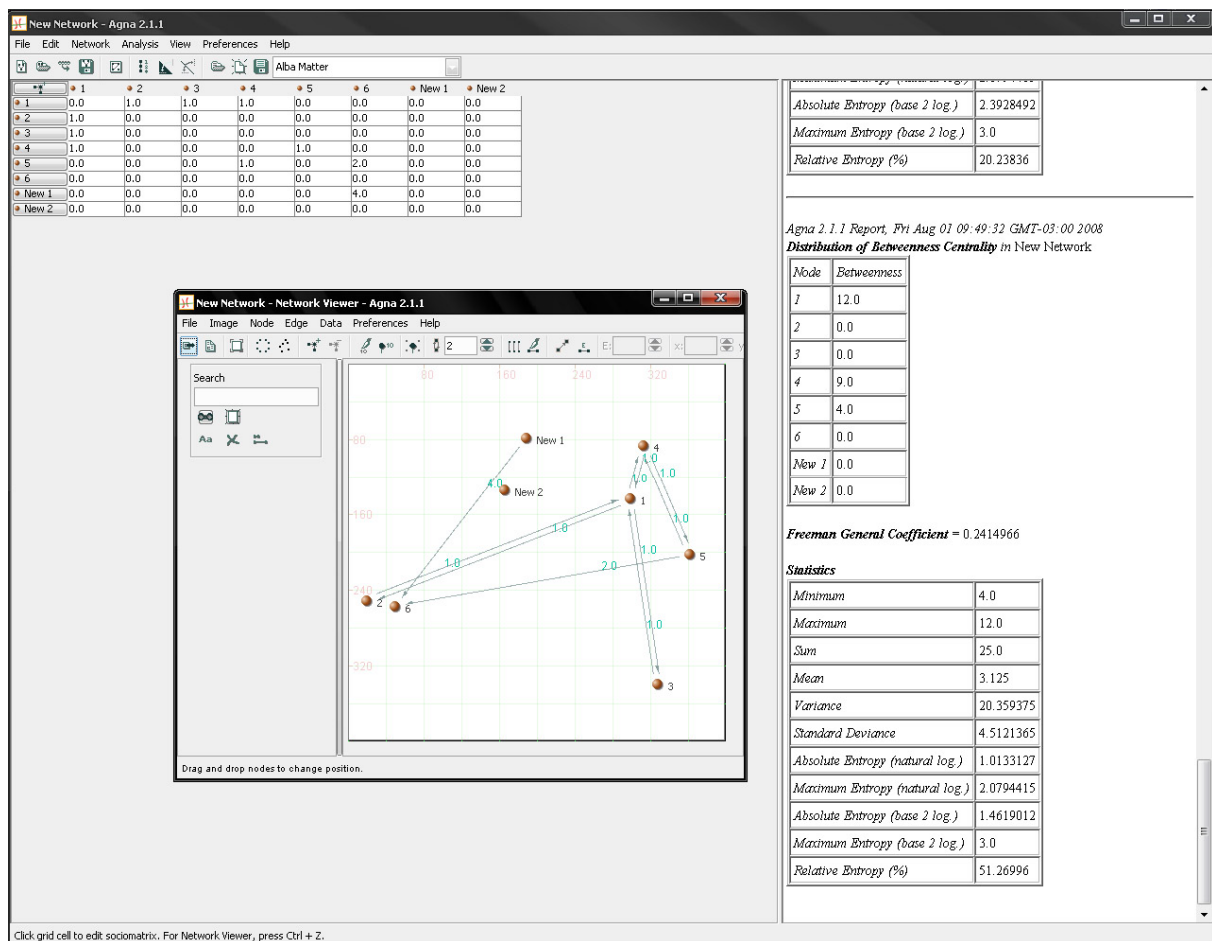 New Network - Agna 2.1.1
File Edit Network Analysis View Preferences Help
Alba Matter
1 2 3 4 5 6 New 1 New 2
1 0.0 1.0 1.0 1.0 0.0 0.0 0.0 0.0
2 1.0 0.0 0.0 0.0 0.0 0.0 0.0 0.0
3 1.0 0.0 0.0 0.0 0.0 0.0 0.0 0.0
4 1.0 0.0 0.0 0.0 1.0 0.0 0.0 0.0
5 0.0 0.0 0.0 1.0 0.0 2.0 0.0 0.0
6 0.0 0.0 0.0 0.0 0.0 0.0 0.0 0.0
New 1 0.0 0.0 0.0 0.0 0.0 4.0 0.0 0.0
New 2 0.0 0.0 0.0 0.0 0.0 0.0 0.0 0.0
New Network - Network Viewer - Agna 2.1.1
File Image Node Edge Data Preferences Help
2 E: x: y
Search
Aa
80 160 240 320
-80
-160
-240
-320
New 1
4
1.0
1.0
1.0
4.0
New 2
1
1.0
1.0
1.0
1.0
5
2.0
2
6
1.0
3
Drag and drop nodes to change position.
Absolute Entropy (base 2 log.) 2.3928492
Maximum Entropy (base 2 log.) 3.0
Relative Entropy (%) 20.23836
Agna 2.1.1 Report, Fri Aug 01 09:49:32 GMT-03:00 2008
Distribution of Betweenness Centrality in New Network
Node Betweenness
1 12.0
2 0.0
3 0.0
4 9.0
5 4.0
6 0.0
New 1 0.0
New 2 0.0
Freeman General Coefficient = 0.2414966
Statistics
Minimum 4.0
Maximum 12.0
Sum 25.0
Mean 3.125
Variance 20.359375
Standard Deviance 4.5121365
Absolute Entropy (natural log.) 1.0133127
Maximum Entropy (natural log.) 2.0794415
Absolute Entropy (base 2 log.) 1.4619012
Maximum Entropy (base 2 log.) 3.0
Relative Entropy (%) 51.26996
Click grid cell to edit sociomatrix. For Network Viewer, press Ctrl + Z.